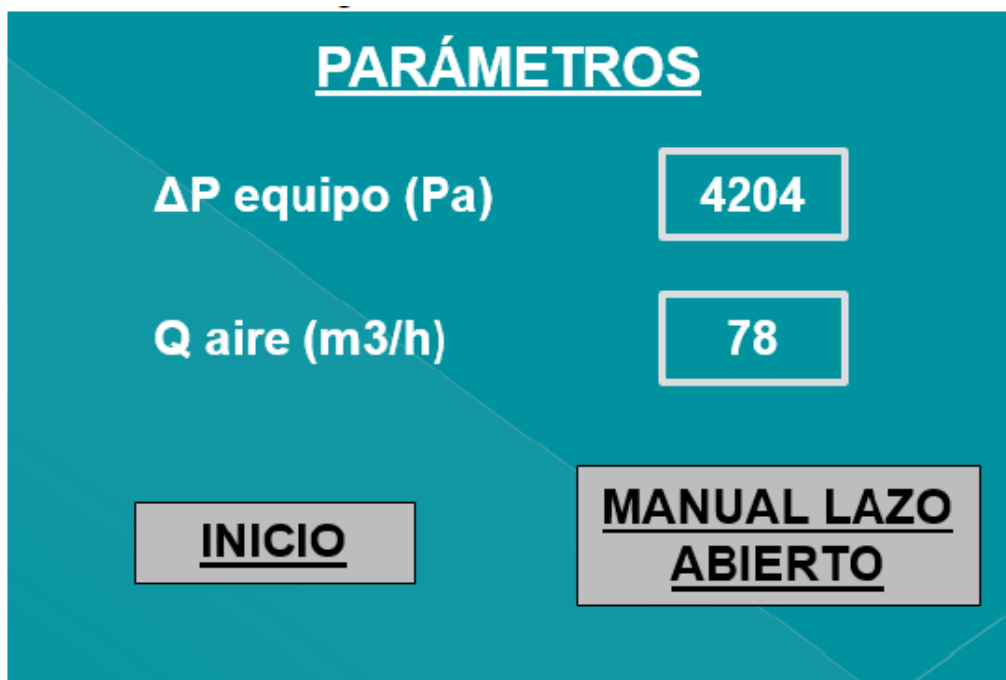 PARÁMETROS
ΔP equipo (Pa)
4204
Q aire (m3/h)
78
INICIO
MANUAL LAZO
ABIERTO